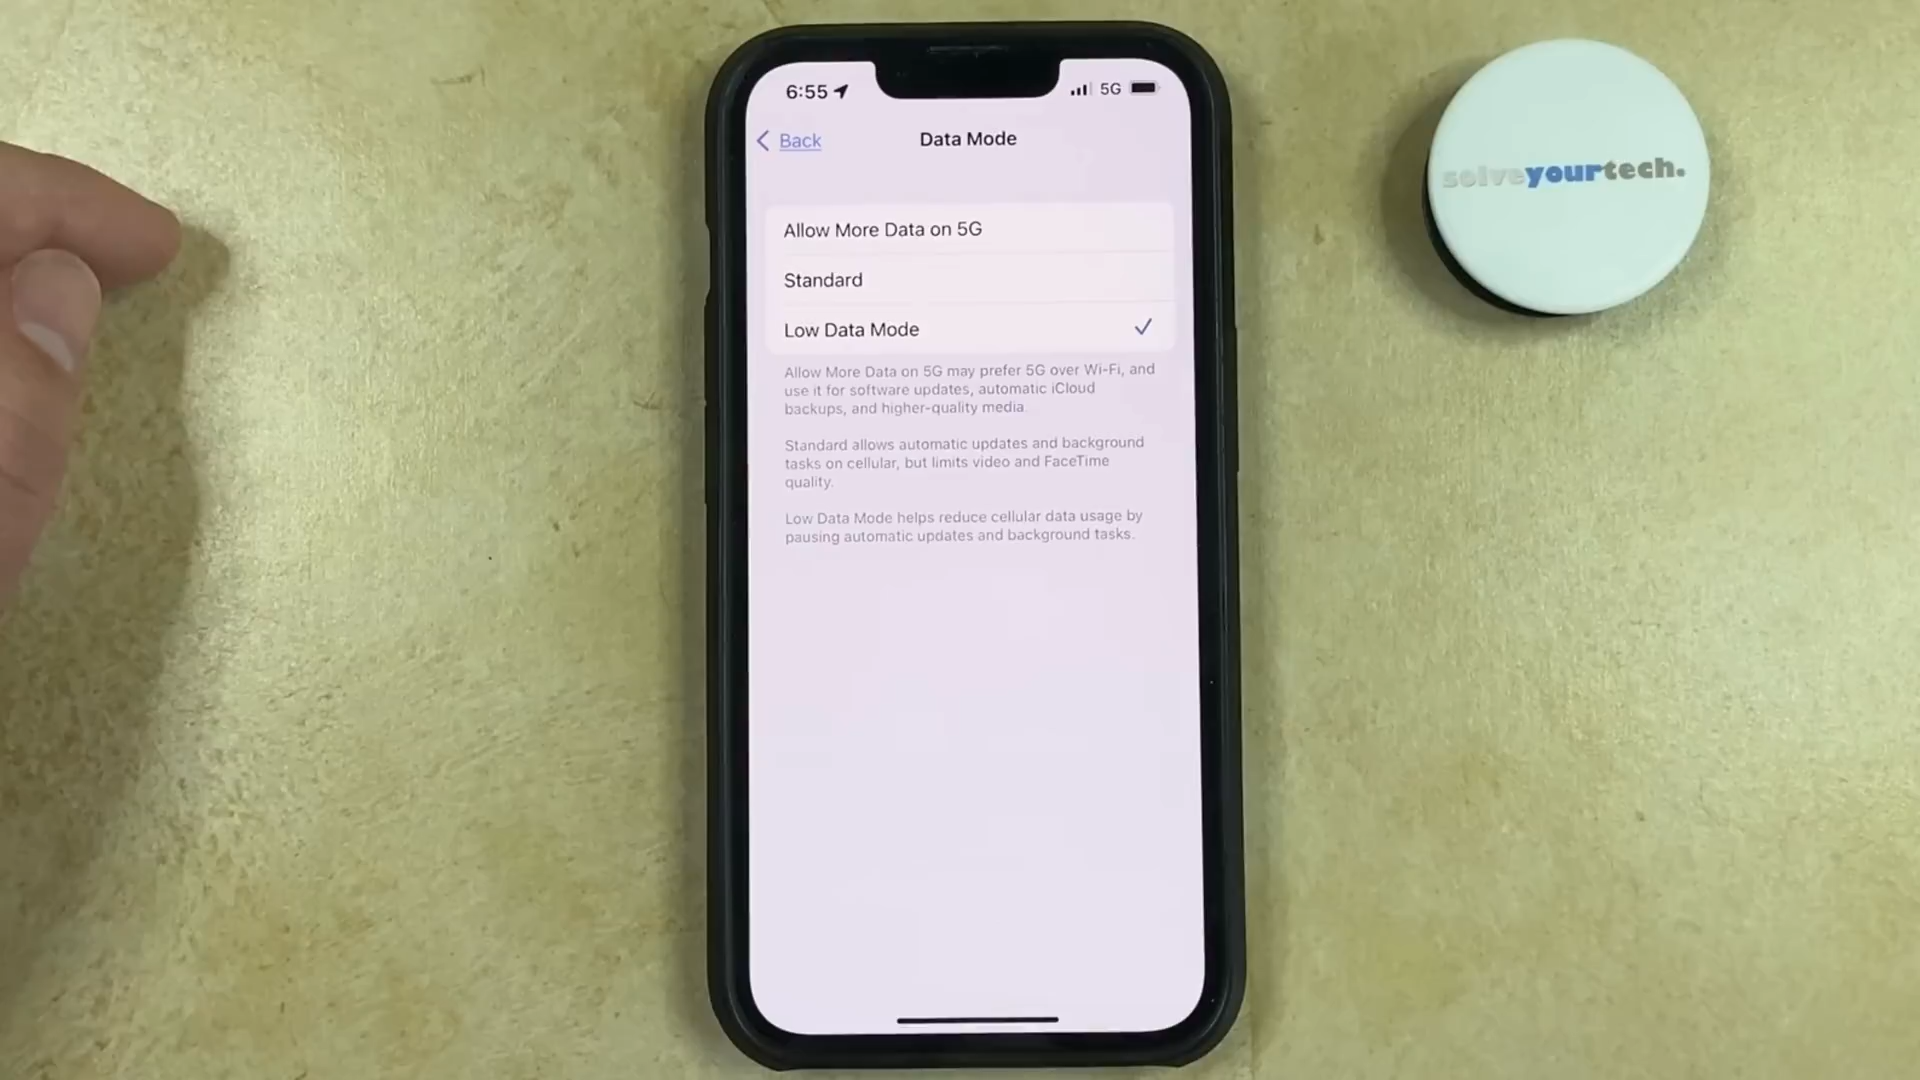 6:55
5G
Back
Data Mode
Allow More Data on 5G
Standard
Low Data Mode
Allow More Data on 5G may prefer 5G over Wi-Fi, and
use it for software updates, automatic iCloud
backups, and higher-quality media.
Standard allows automatic updates and background
tasks on cellular, but limits video and FaceTime
quality.
Low Data Mode helps reduce cellular data usage by
pausing automatic updates and background tasks.
solveyourtech.